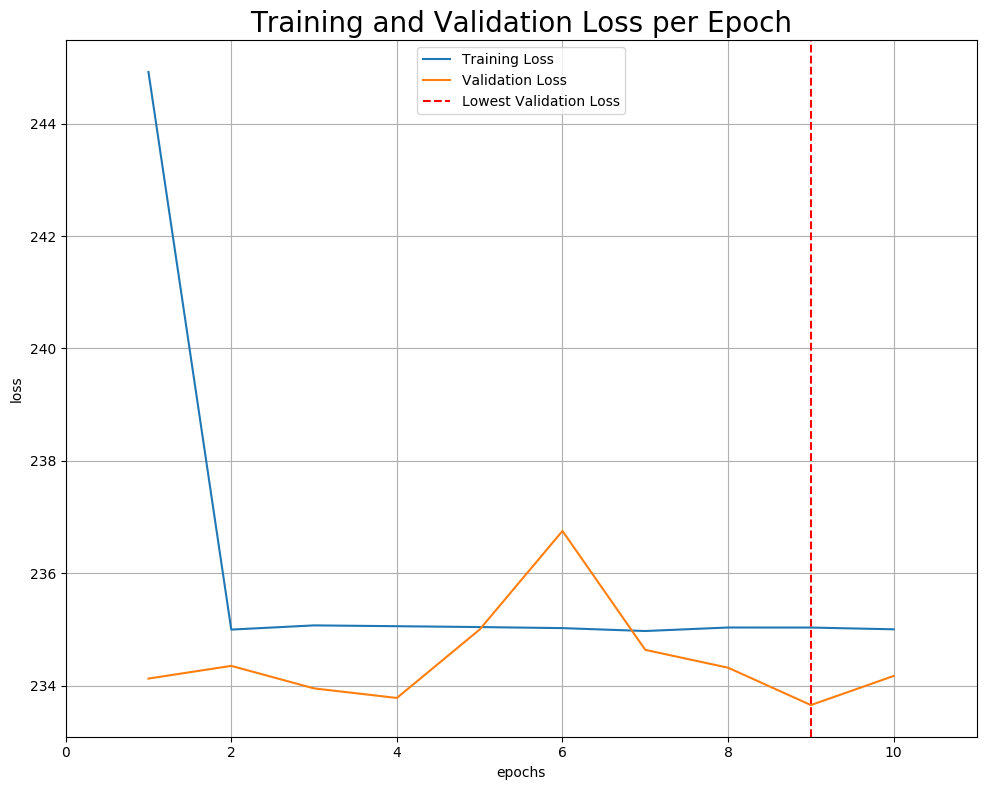 Training and Validation Loss per Epoch
Training Loss
Validation Loss
Lowest Validation Loss
244
242
240
238
236
234
loss
0 2 4 6 8 10
epochs